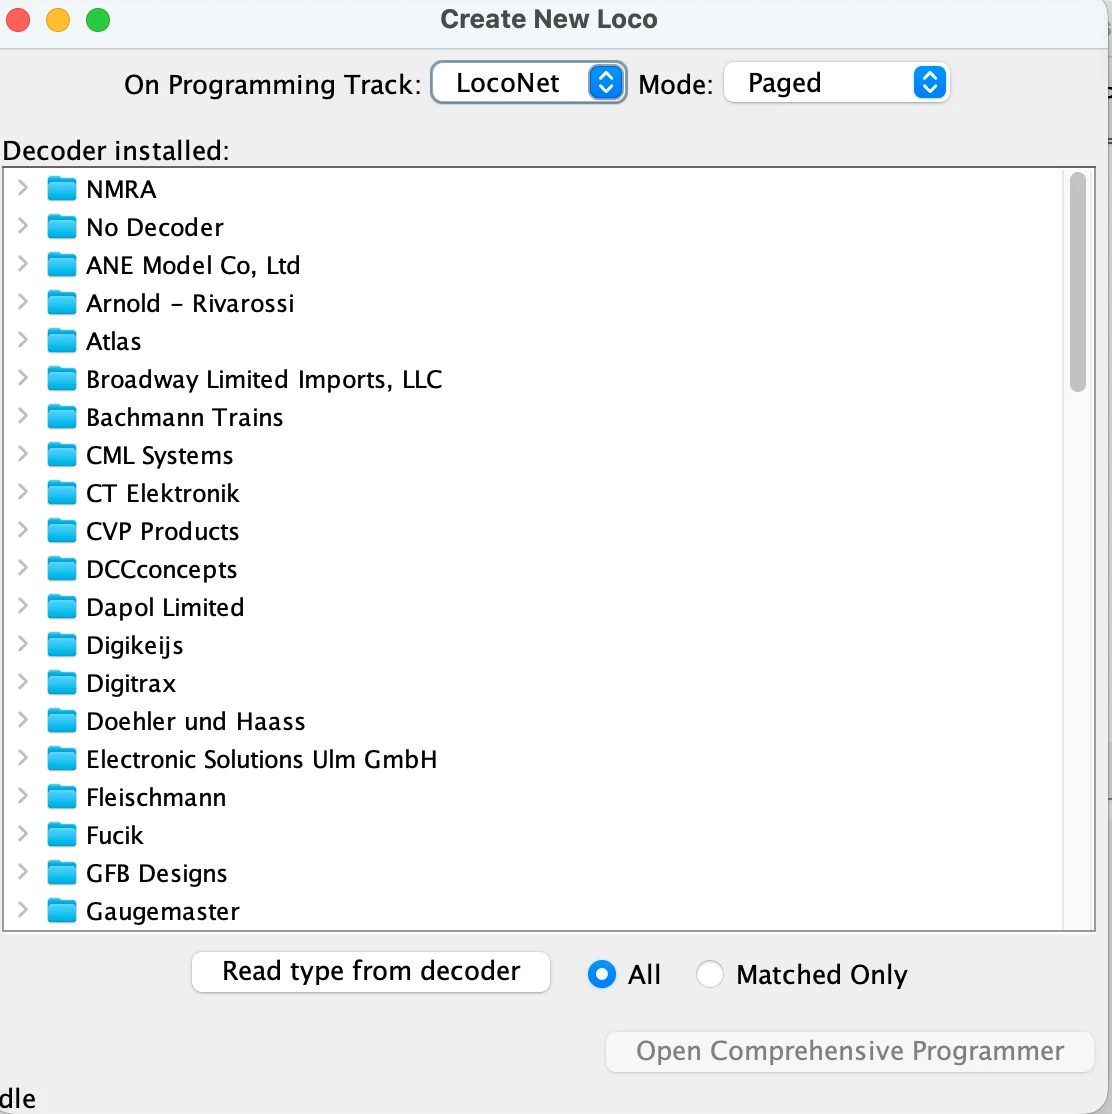 Create New Loco
On Programming Track: LocoNet Mode: Paged
Decoder installed:
NMRA
No Decoder
ANE Model Co, Ltd
Arnold – Rivarossi
Atlas
Broadway Limited Imports, LLC
Bachmann Trains
CML Systems
CT Elektronik
CVP Products
DCCconcepts
Dapol Limited
Digikeijs
Digitrax
Doehler und Haass
Electronic Solutions Ulm GmbH
Fleischmann
Fucik
GFB Designs
Gaugemaster
Read type from decoder All Matched Only
Open Comprehensive Programmer
dle